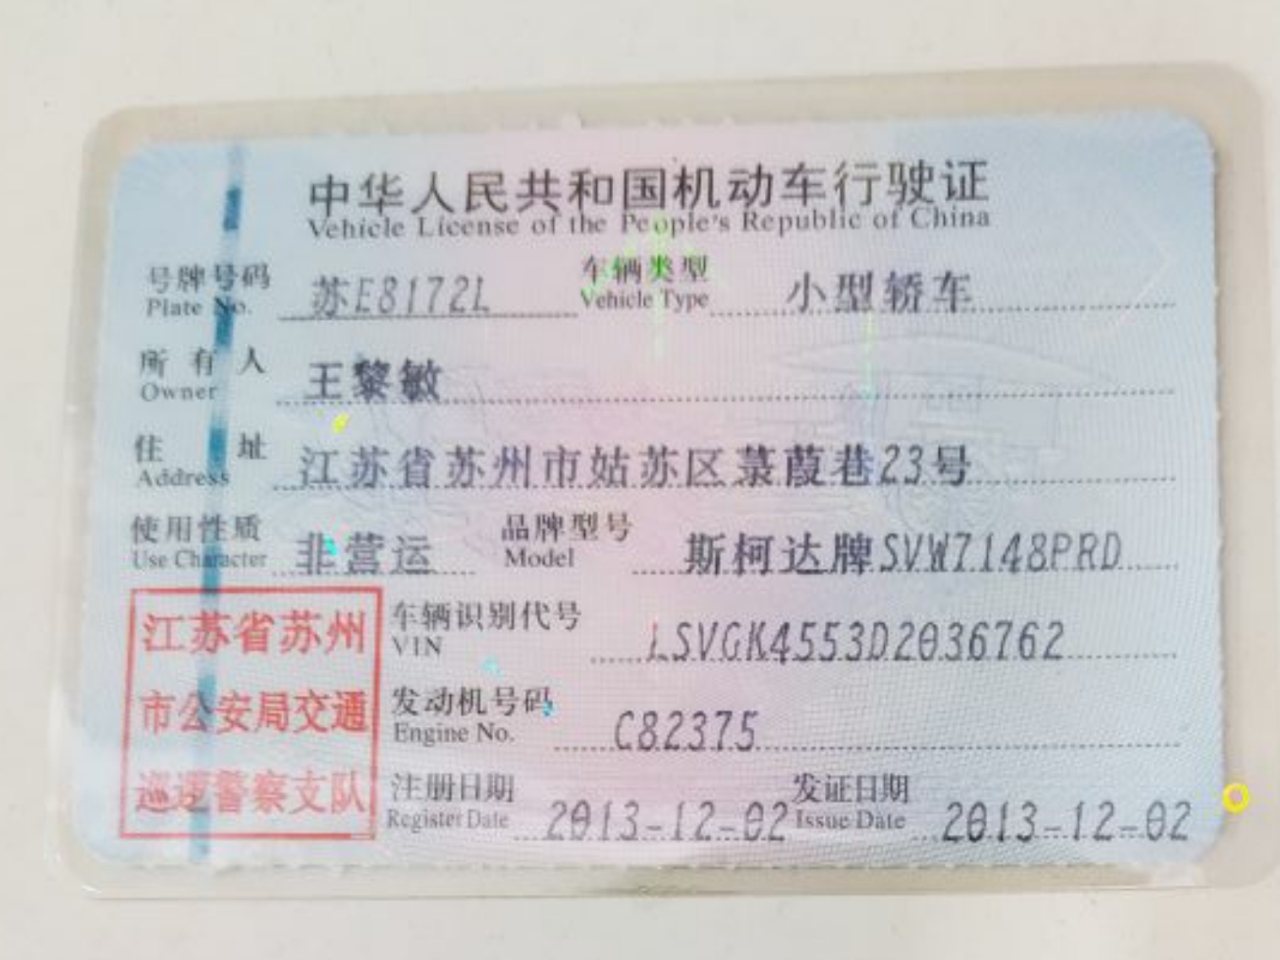 中华人民共和国机动车行驶证
Vehicle License of the People's Republic of China
号牌号码 苏E8172L 车辆类型 小型轿车
Plate No. Vehicle Type
所有人 王黎敏
Owner
住址 江苏省苏州市姑苏区菉葭巷23号
Address
使用性质 非营运 品牌型号 斯柯达牌SVW7148PRD
Use Character Model
江苏省苏州
市公安局交通
巡逻警察支队
车辆识别代号 LSVGK4553D2036762
VIN
发动机号码 C82375
Engine No.
注册日期 2013-12-02 发证日期 2013-12-02
Register Date Issue Date